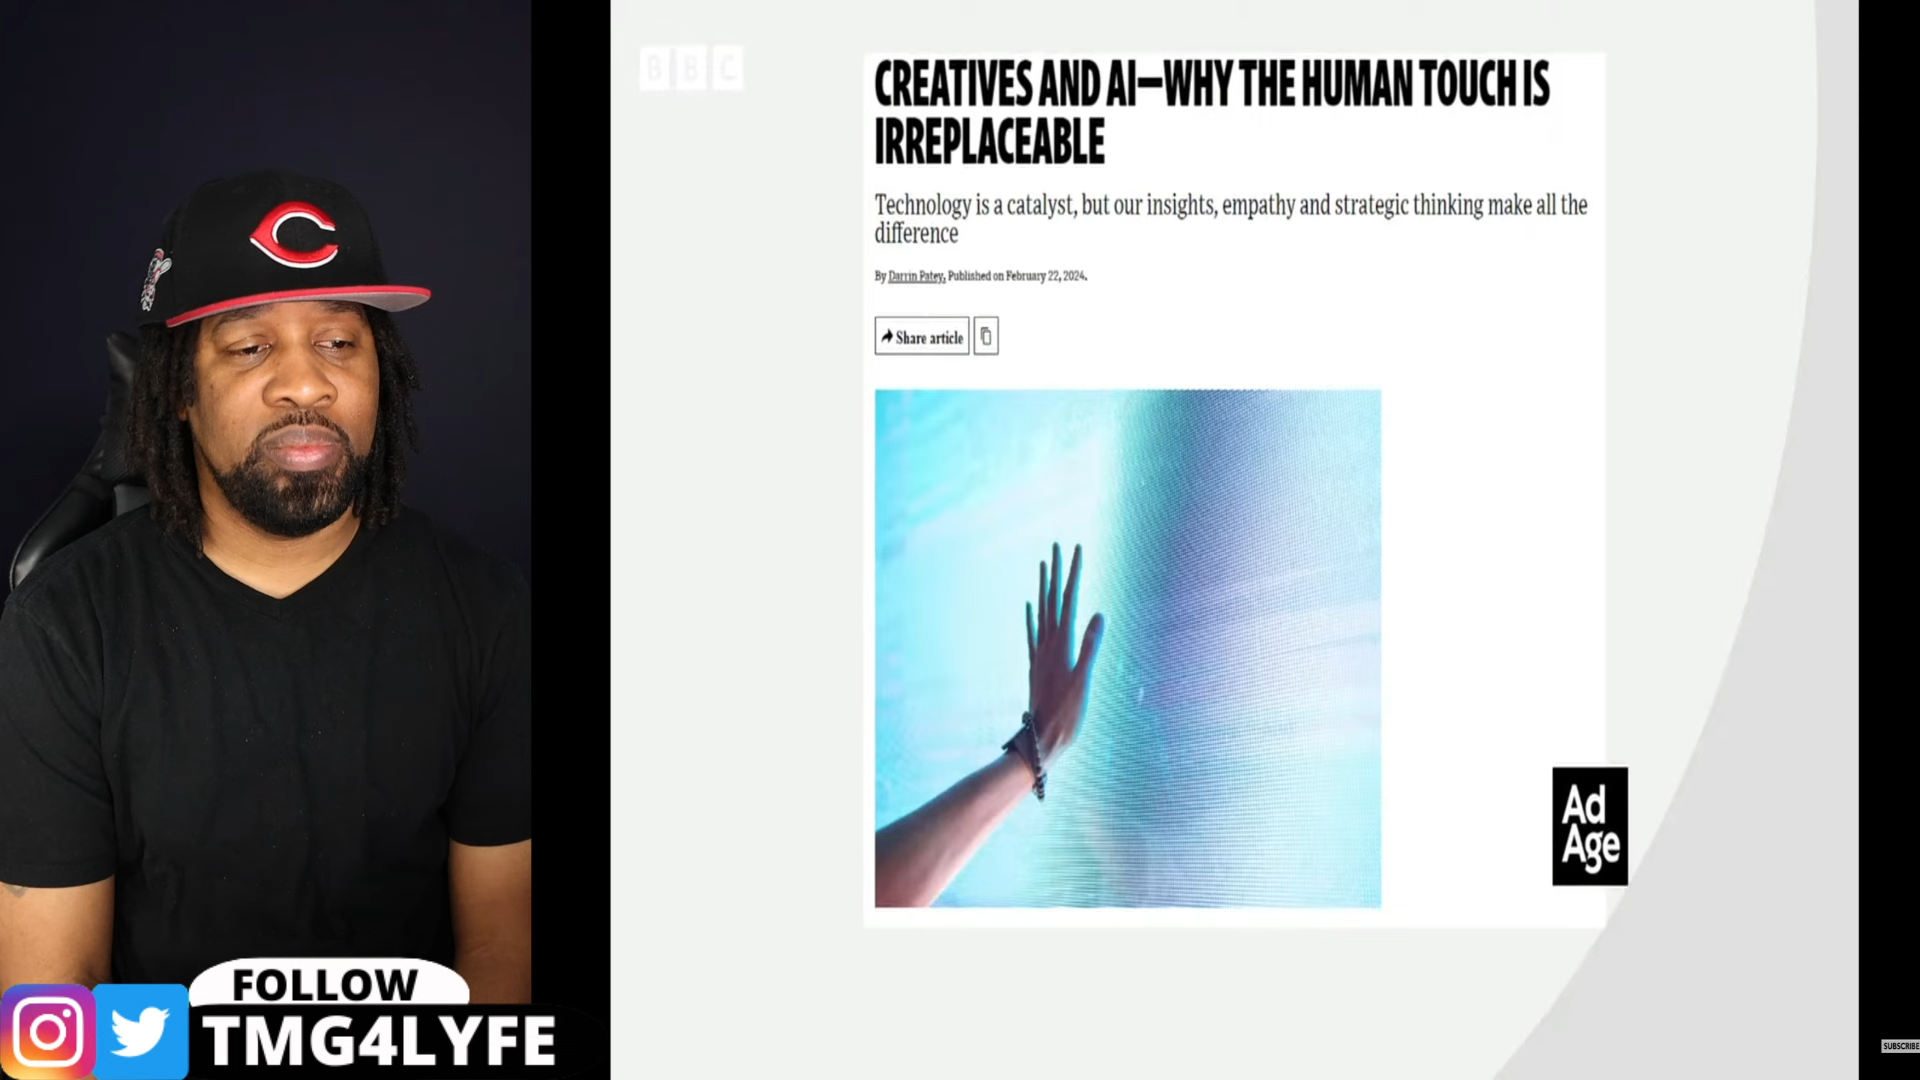 BBC
CREATIVES AND AI—WHY THE HUMAN TOUCH IS
IRREPLACEABLE
Technology is a catalyst, but our insights, empathy and strategic thinking make all the
difference
By Darrin Patey, Published on February 22, 2024.
Share article
Ad
Age
FOLLOW
TMG4LYFE
SUBSCRIBE